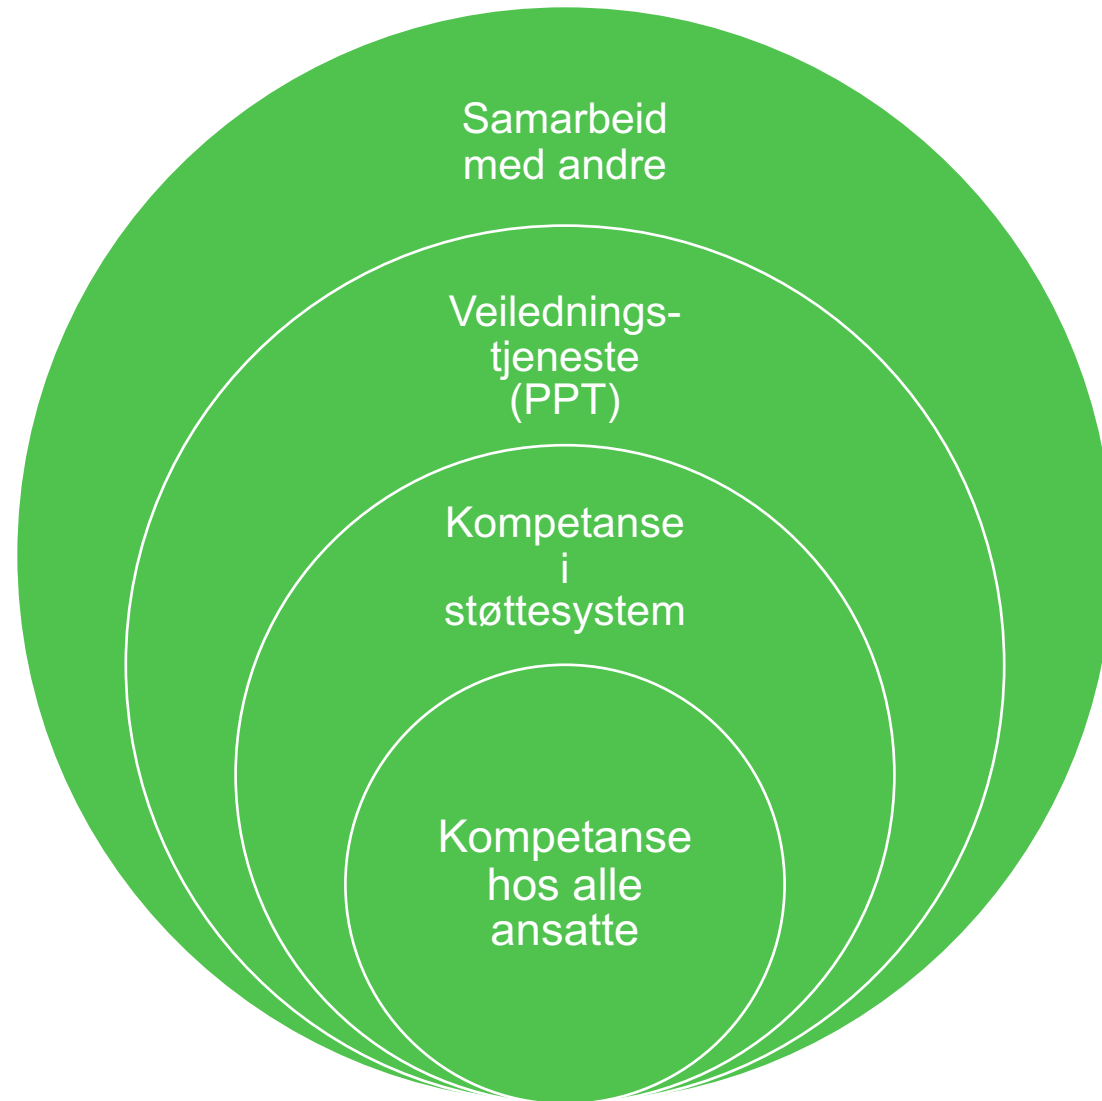 Samarbeid
med andre
Veilednings-
tjeneste
(PPT)
Kompetanse
i
støttesystem
Kompetanse
hos alle
ansatte